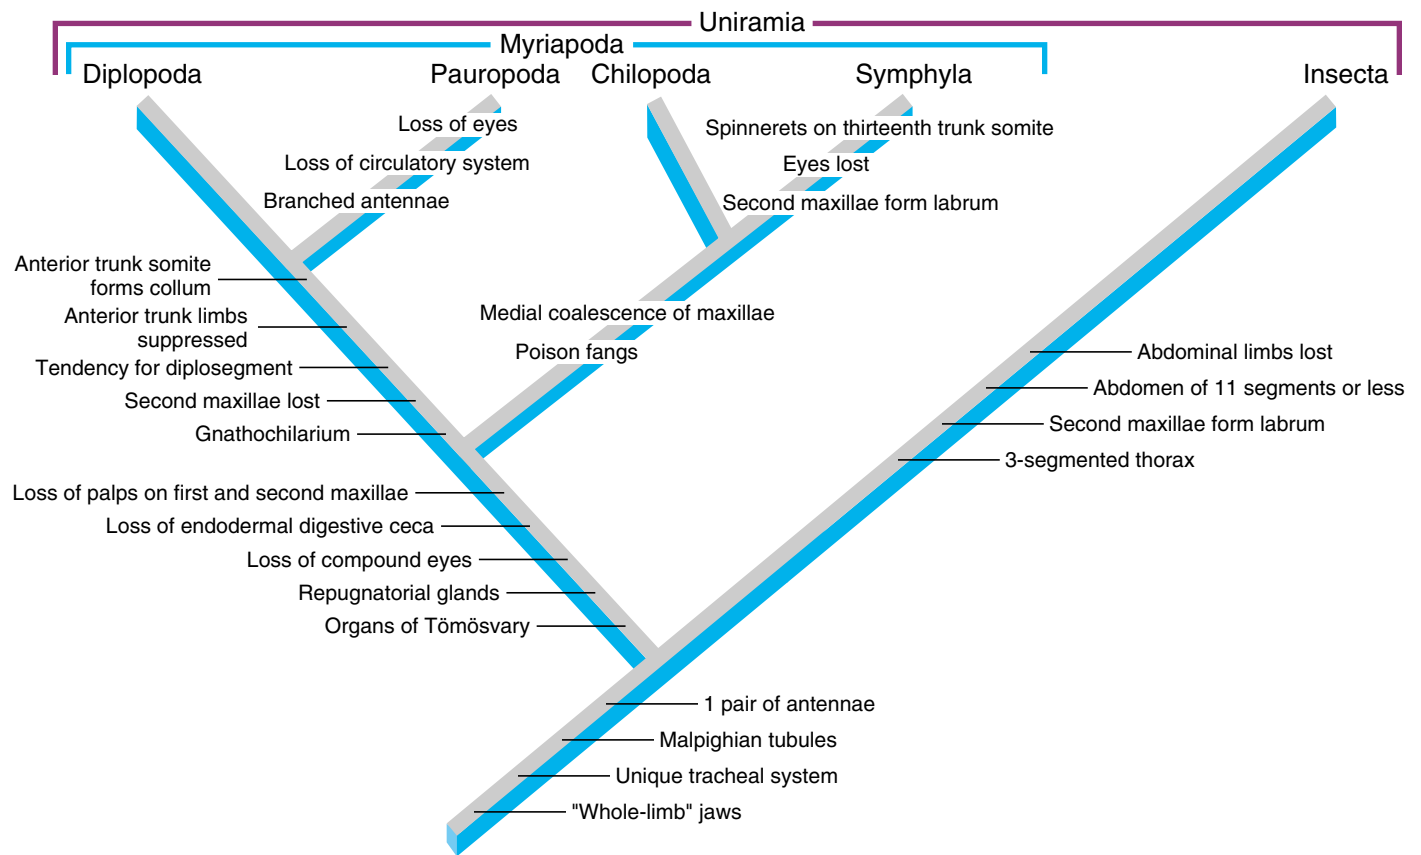 Uniramia
Myriapoda
Diplopoda
Pauropoda
Chilopoda
Symphyla
Insecta
Loss of eyes
Loss of circulatory system
Branched antennae
Spinnerets on thirteenth trunk somite
Eyes lost
Second maxillae form labrum
Anterior trunk somite
forms collum
Anterior trunk limbs
suppressed
Tendency for diplosegment
Second maxillae lost
Gnathochilarium
Medial coalescence of maxillae
Poison fangs
Abdominal limbs lost
Abdomen of 11 segments or less
Second maxillae form labrum
3-segmented thorax
Loss of palps on first and second maxillae
Loss of endodermal digestive ceca
Loss of compound eyes
Repugnatorial glands
Organs of Tömösvary
1 pair of antennae
Malpighian tubules
Unique tracheal system
"Whole-limb" jaws